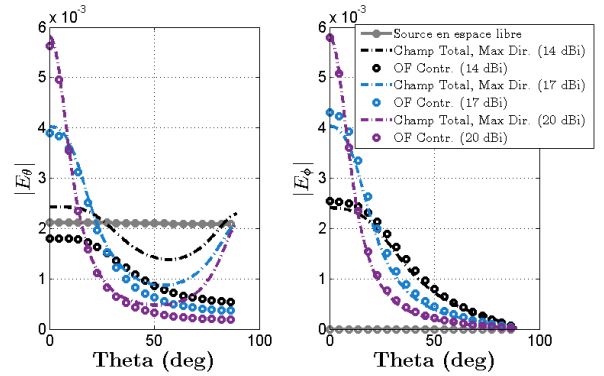 x 10⁻³
6
5
4
3
2
1
0
0
50
100
|E_θ|
Theta (deg)
x 10⁻³
6
5
4
3
2
1
0
0
50
100
|E_ϕ|
Theta (deg)
Source en espace libre
Champ Total, Max Dir. (14 dBi)
OF Contr. (14 dBi)
Champ Total, Max Dir. (17 dBi)
OF Contr. (17 dBi)
Champ Total, Max Dir. (20 dBi)
OF Contr. (20 dBi)